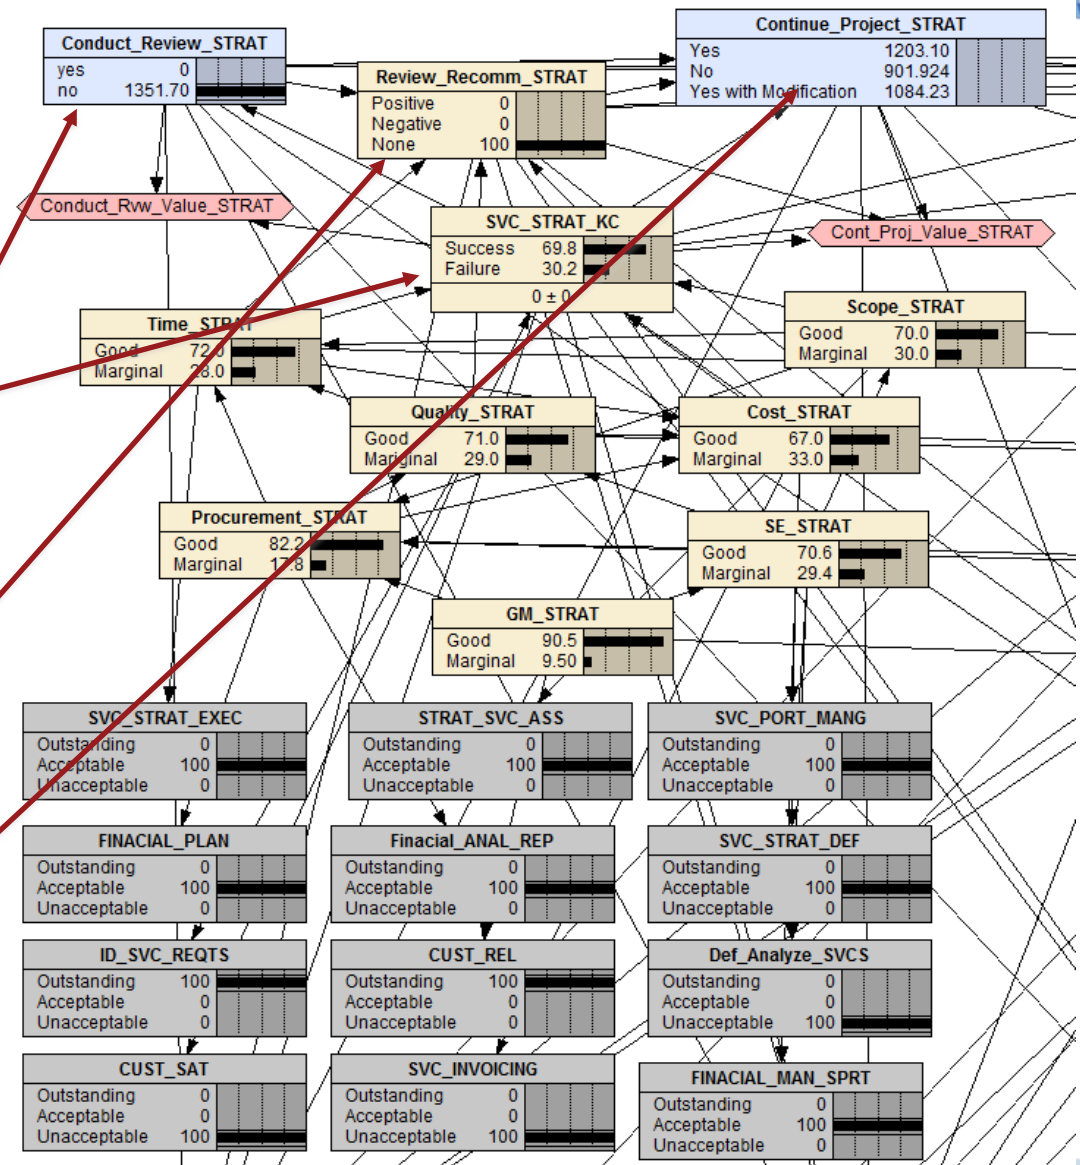 Conduct_Review_STRAT
yes 0
no 1351.70
Continue_Project_STRAT
Yes 1203.10
No 901.924
Yes with Modification 1084.23
Review_Recomm_STRAT
Positive 0
Negative 0
None 100
Conduct_Rvw_Value_STRAT
SVC_STRAT_KC
Success 69.8
Failure 30.2
0 ± 0
Cont_Proj_Value_STRAT
Time_STRAT
Good 72.0
Marginal 28.0
Scope_STRAT
Good 70.0
Marginal 30.0
Quality_STRAT
Good 71.0
Marginal 29.0
Cost_STRAT
Good 67.0
Marginal 33.0
Procurement_STRAT
Good 82.2
Marginal 17.8
SE_STRAT
Good 70.6
Marginal 29.4
GM_STRAT
Good 90.5
Marginal 9.50
SVC_STRAT_EXEC
Outstanding 0
Acceptable 100
Unacceptable 0
STRAT_SVC_ASS
Outstanding 0
Acceptable 100
Unacceptable 0
SVC_PORT_MANG
Outstanding 0
Acceptable 100
Unacceptable 0
FINACIAL_PLAN
Outstanding 0
Acceptable 100
Unacceptable 0
Finacial_ANAL_REP
Outstanding 0
Acceptable 100
Unacceptable 0
SVC_STRAT_DEF
Outstanding 0
Acceptable 100
Unacceptable 0
ID_SVC_REQTS
Outstanding 100
Acceptable 0
Unacceptable 0
CUST_REL
Outstanding 100
Acceptable 0
Unacceptable 0
Def_Analyze_SVCS
Outstanding 0
Acceptable 0
Unacceptable 100
CUST_SAT
Outstanding 0
Acceptable 0
Unacceptable 100
SVC_INVOICING
Outstanding 0
Acceptable 0
Unacceptable 100
FINACIAL_MAN_SPRT
Outstanding 0
Acceptable 100
Unacceptable 0